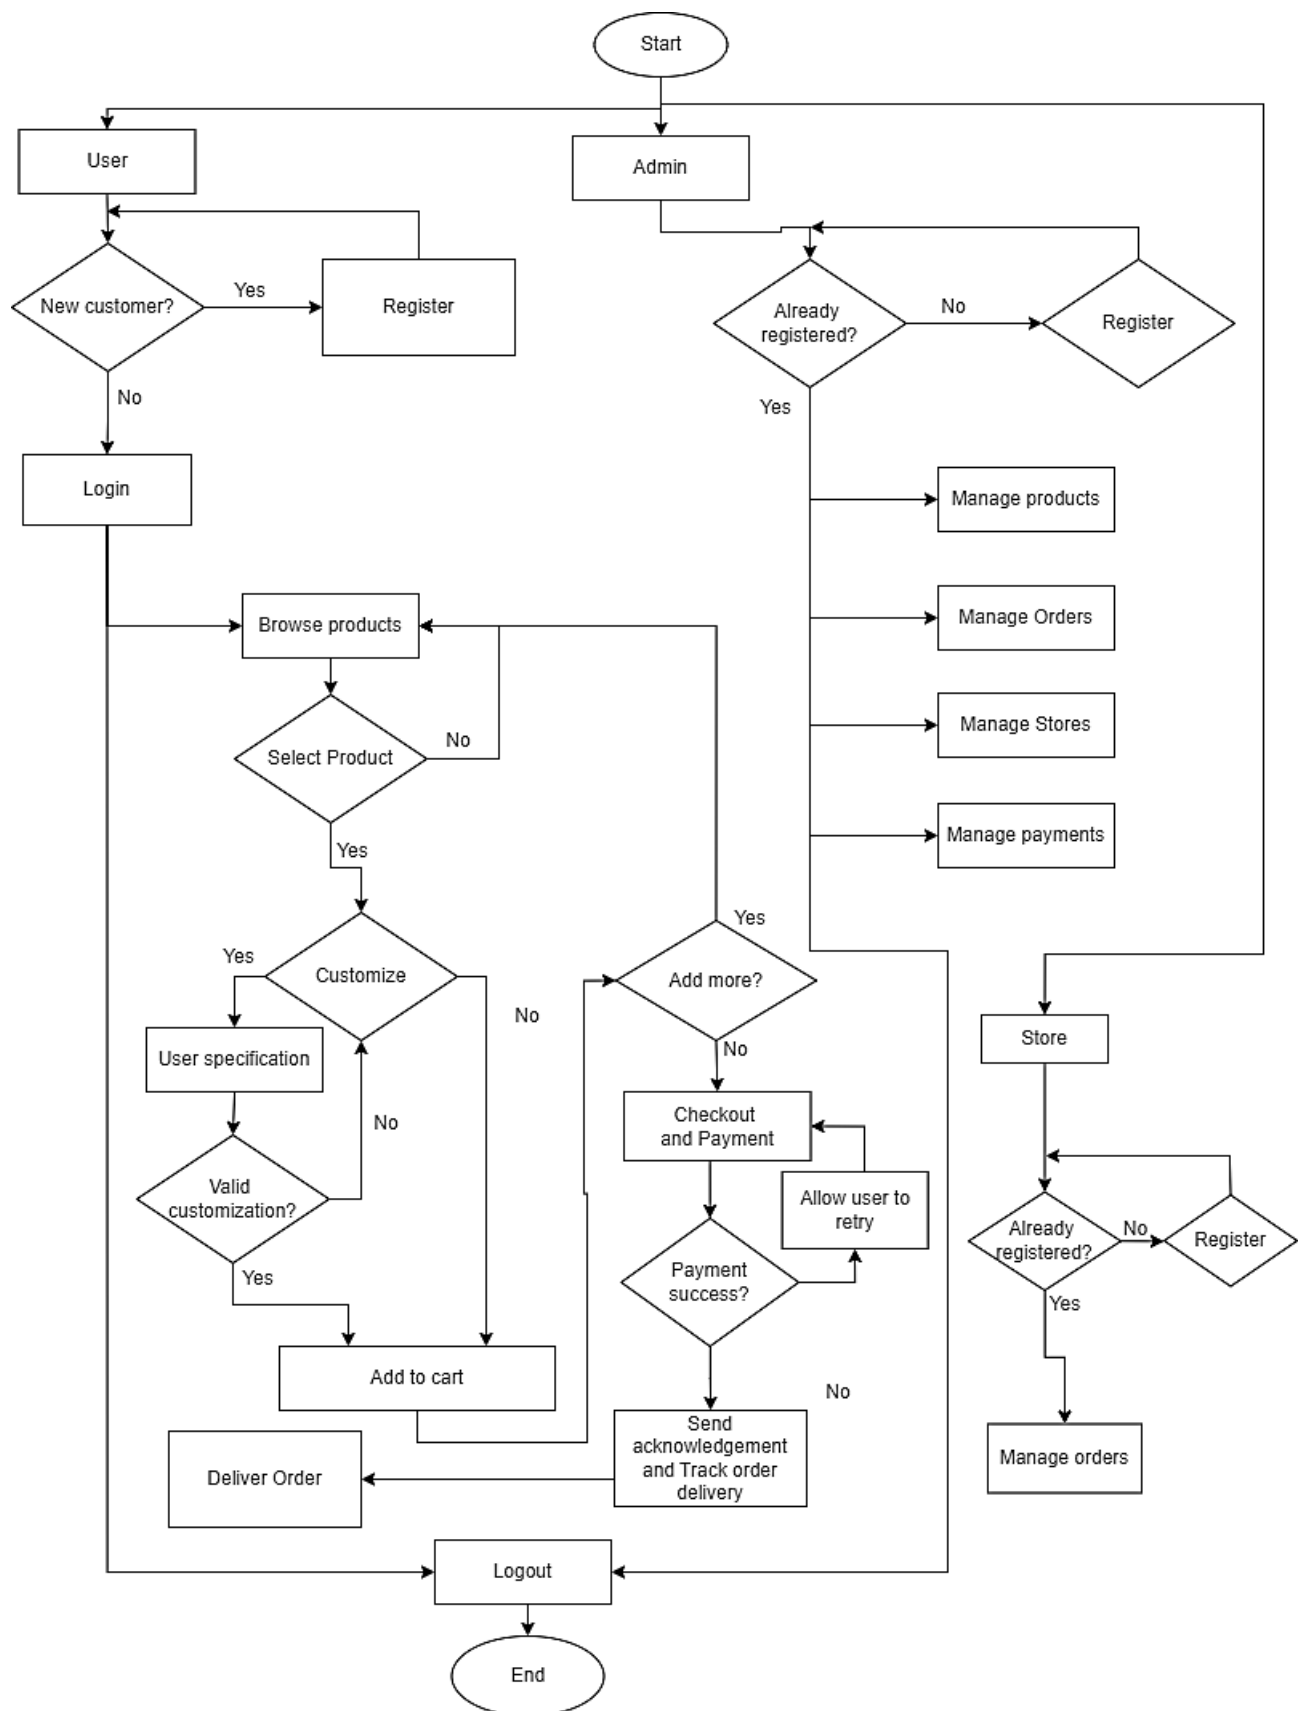 Start
User
Admin
New customer?
Yes
Register
No
Already
registered?
No
Register
Yes
Login
Manage products
Browse products
Manage Orders
Select Product
No
Manage Stores
Yes
Manage payments
Customize
Yes
No
Add more?
Yes
No
User specification
No
Store
Checkout
and Payment
Valid
customization?
Yes
Allow user to
retry
Already
registered?
No
Register
Yes
Payment
success?
Add to cart
No
Send
acknowledgement
and Track order
delivery
Deliver Order
Manage orders
Logout
End